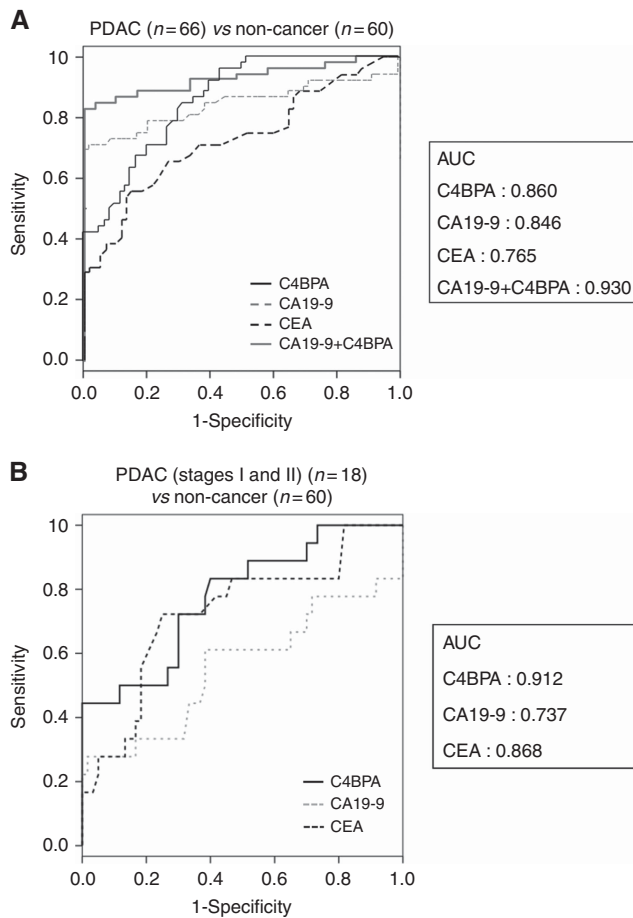 A
PDAC (n=66) vs non-cancer (n=60)
10
0.8
0.6
0.4
0.2
0.0
Sensitivity
C4BPA
CA19-9
CEA
CA19-9+C4BPA
0.0 0.2 0.4 0.6 0.8 1.0
1-Specificity
AUC
C4BPA : 0.860
CA19-9 : 0.846
CEA : 0.765
CA19-9+C4BPA : 0.930
B
PDAC (stages I and II) (n=18)
vs non-cancer (n=60)
10
0.8
0.6
0.4
0.2
0.0
Sensitivity
C4BPA
CA19-9
CEA
0.0 0.2 0.4 0.6 0.8 1.0
1-Specificity
AUC
C4BPA : 0.912
CA19-9 : 0.737
CEA : 0.868